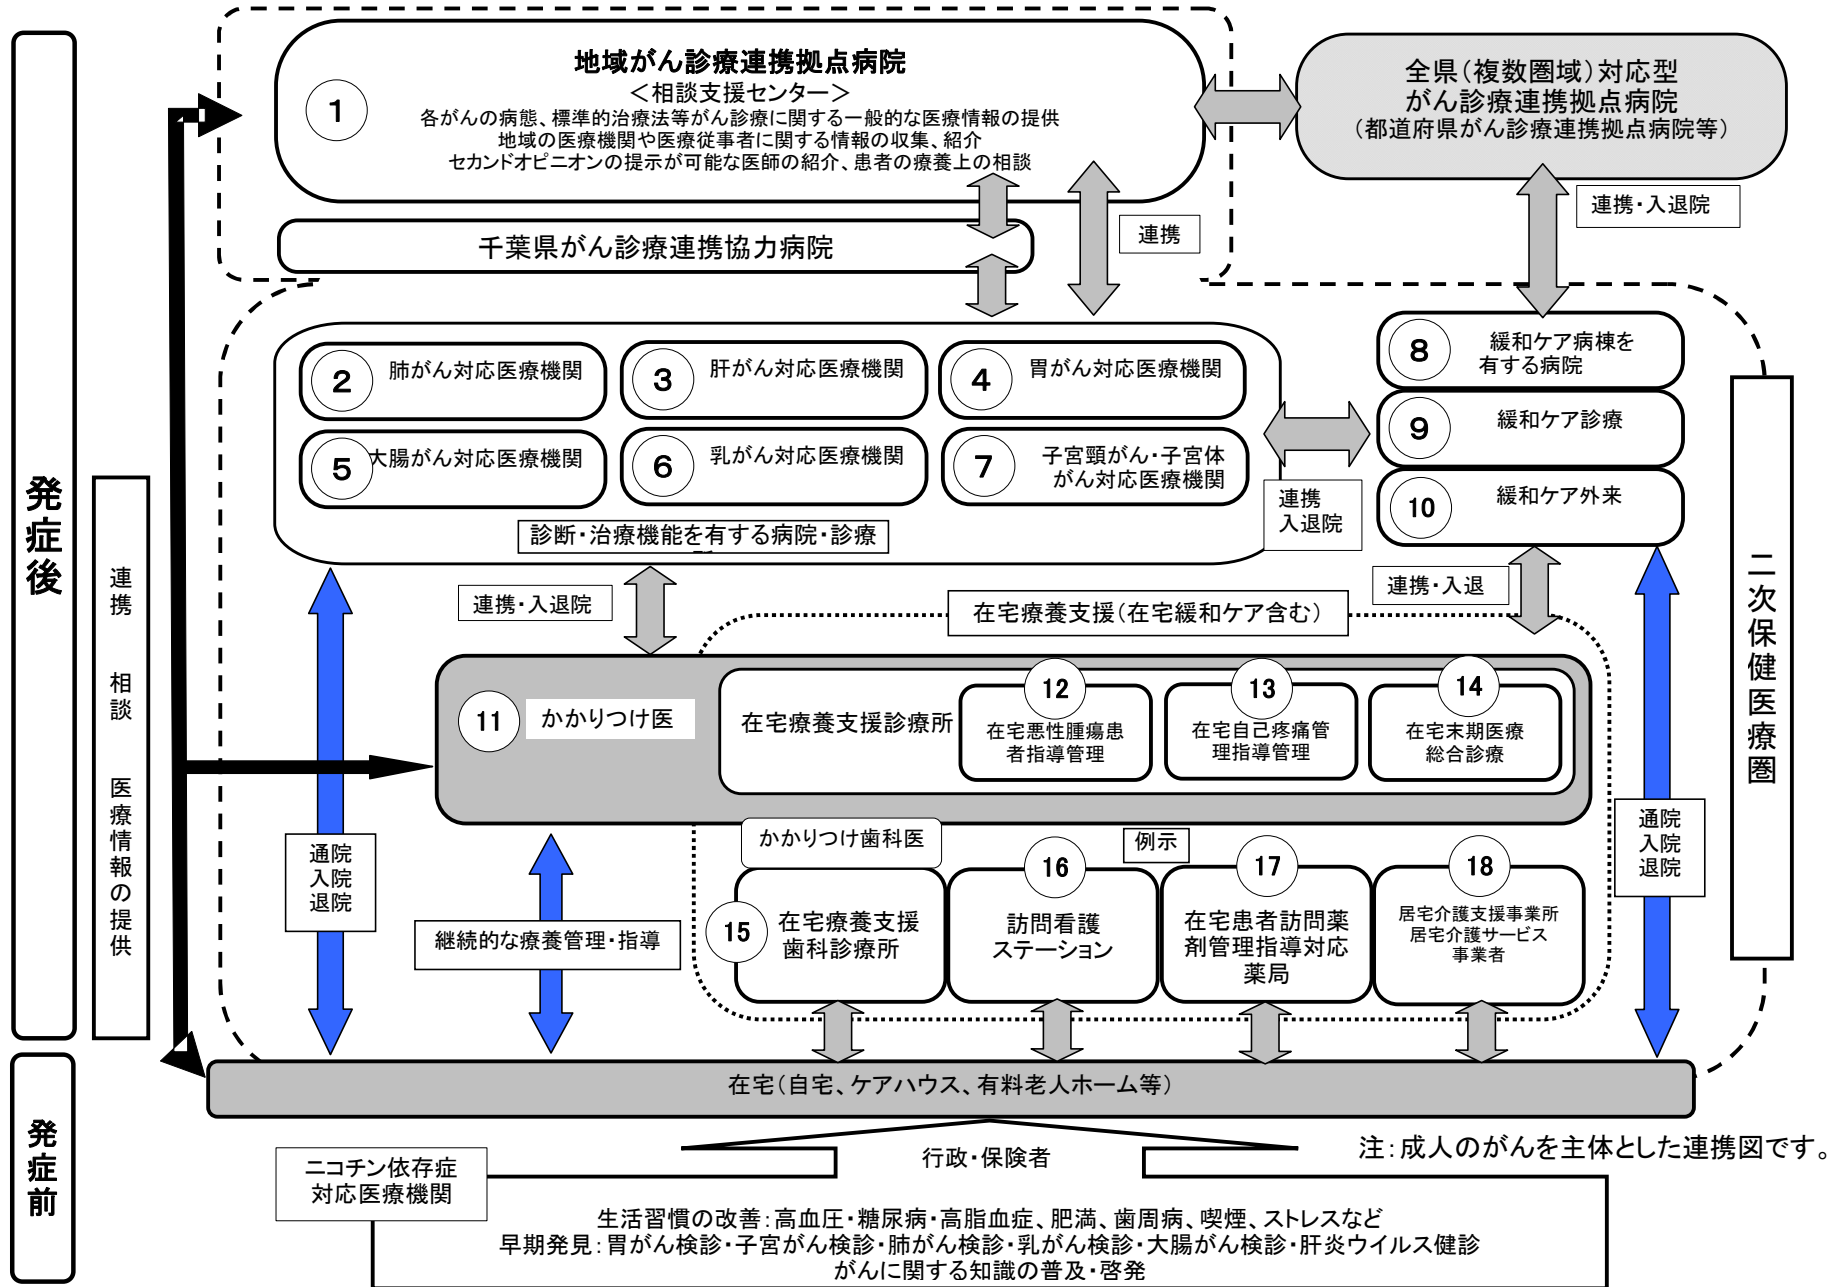 発症後
発症前
連携　相談　医療情報の提供
地域がん診療連携拠点病院
＜相談支援センター＞
1
各がんの病態、標準的治療法等がん診療に関する一般的な医療情報の提供
地域の医療機関や医療従事者に関する情報の収集、紹介
セカンドオピニオンの提示が可能な医師の紹介、患者の療養上の相談
全県（複数圏域）対応型
がん診療連携拠点病院
（都道府県がん診療連携拠点病院等）
連携・入退院
連携
千葉県がん診療連携協力病院
2 肺がん対応医療機関
3 肝がん対応医療機関
4 胃がん対応医療機関
5 大腸がん対応医療機関
6 乳がん対応医療機関
7 子宮頸がん・子宮体
がん対応医療機関
診断・治療機能を有する病院・診療
8 緩和ケア病棟を
有する病院
9 緩和ケア診療
10 緩和ケア外来
連携
入退院
二次保健医療圏
連携・入退院
連携・入退
在宅療養支援（在宅緩和ケア含む）
11 かかりつけ医
在宅療養支援診療所
12
在宅悪性腫瘍患
者指導管理
13
在宅自己疼痛管
理指導管理
14
在宅末期医療
総合診療
通院
入院
退院
継続的な療養管理・指導
かかりつけ歯科医
例示
15 在宅療養支援
歯科診療所
16
訪問看護
ステーション
17
在宅患者訪問薬
剤管理指導対応
薬局
18
居宅介護支援事業所
居宅介護サービス
事業者
通院
入院
退院
在宅（自宅、ケアハウス、有料老人ホーム等）
行政・保険者
注：成人のがんを主体とした連携図です。
ニコチン依存症
対応医療機関
生活習慣の改善：高血圧・糖尿病・高脂血症、肥満、歯周病、喫煙、ストレスなど
早期発見：胃がん検診・子宮がん検診・肺がん検診・乳がん検診・大腸がん検診・肝炎ウイルス健診
がんに関する知識の普及・啓発